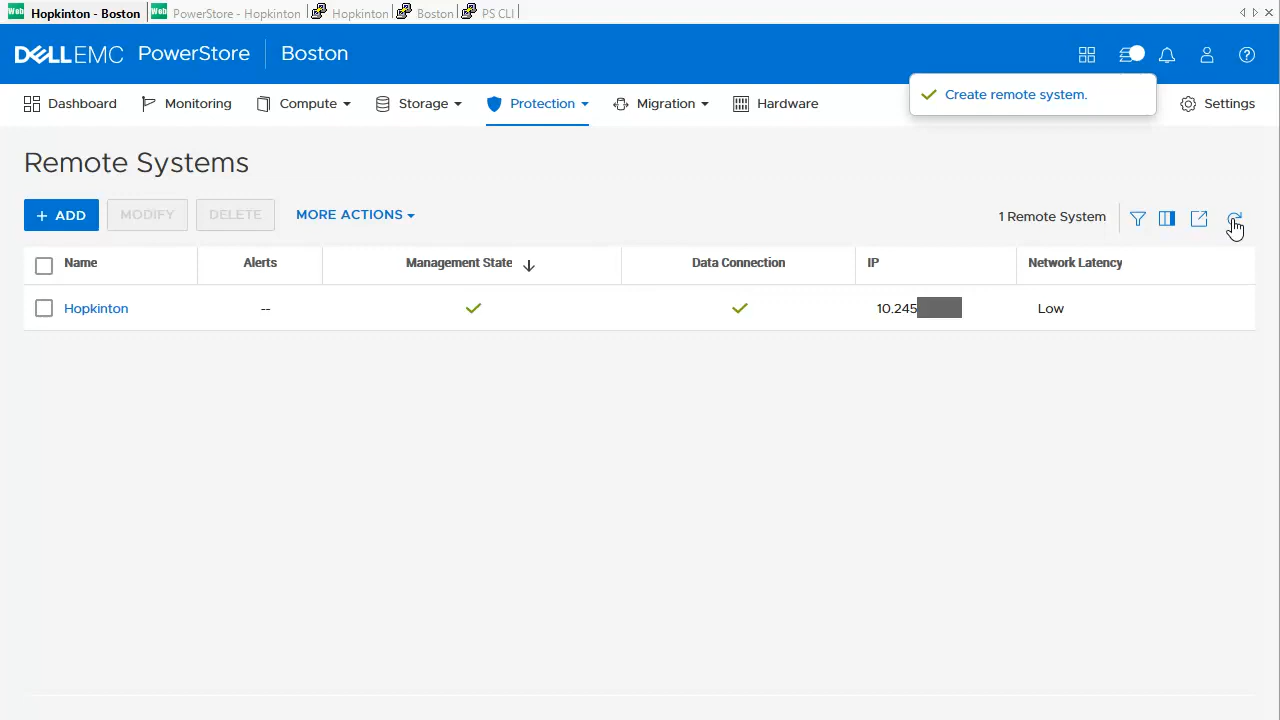 Hopkinton - Boston
PowerStore - Hopkinton
Hopkinton
Boston
PS CLI
DELLEMC PowerStore Boston
Dashboard Monitoring Compute Storage Protection Migration Hardware Settings
Create remote system.
Remote Systems
+ ADD MODIFY DELETE MORE ACTIONS 1 Remote System
Name Alerts Management State Data Connection IP Network Latency
Hopkinton -- 10.245 Low